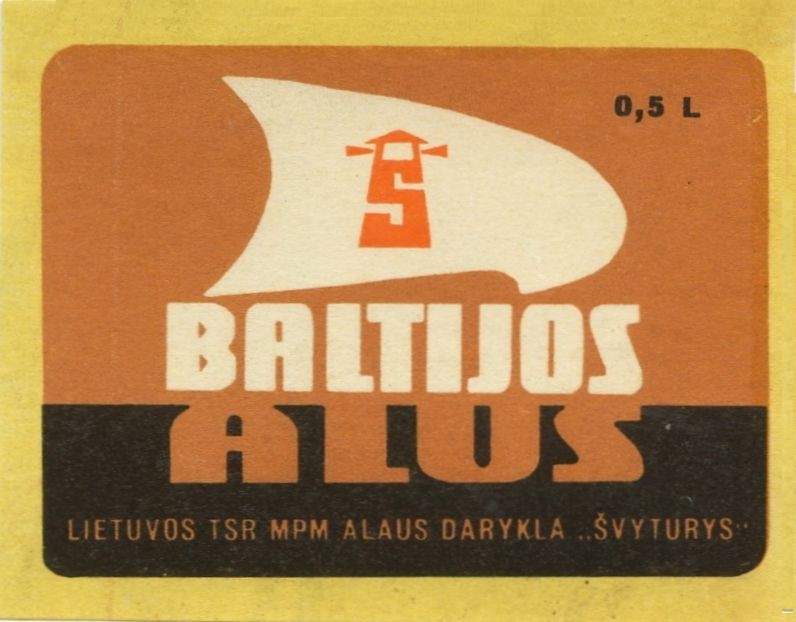 0,5 L
S
BALTIJOS
ALUS
LIETUVOS TSR MPM ALAUS DARYKLA „ŠVYTURYS“